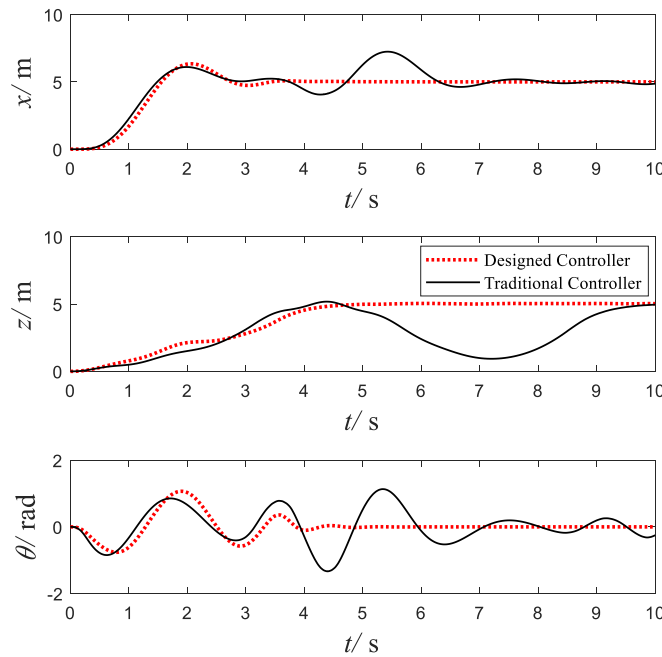 10
5
0
x/ m
0 1 2 3 4 5 6 7 8 9 10
t/ s
10
5
0
z/ m
Designed Controller
Traditional Controller
0 1 2 3 4 5 6 7 8 9 10
t/ s
2
0
-2
θ/ rad
0 1 2 3 4 5 6 7 8 9 10
t/ s